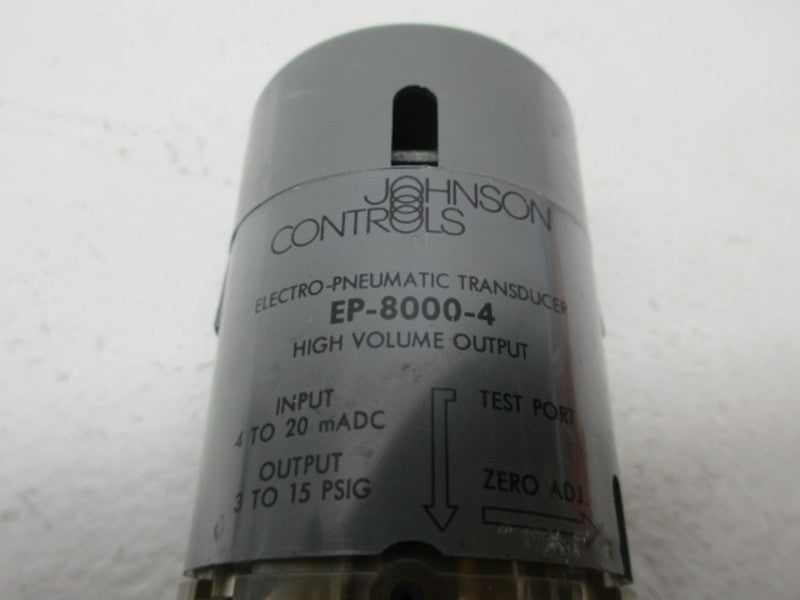 JOHNSON
CONTROLS
ELECTRO-PNEUMATIC TRANSDUCER
EP-8000-4
HIGH VOLUME OUTPUT
INPUT
4 TO 20 mADC
OUTPUT
3 TO 15 PSIG
TEST PORT
ZERO ADJ.